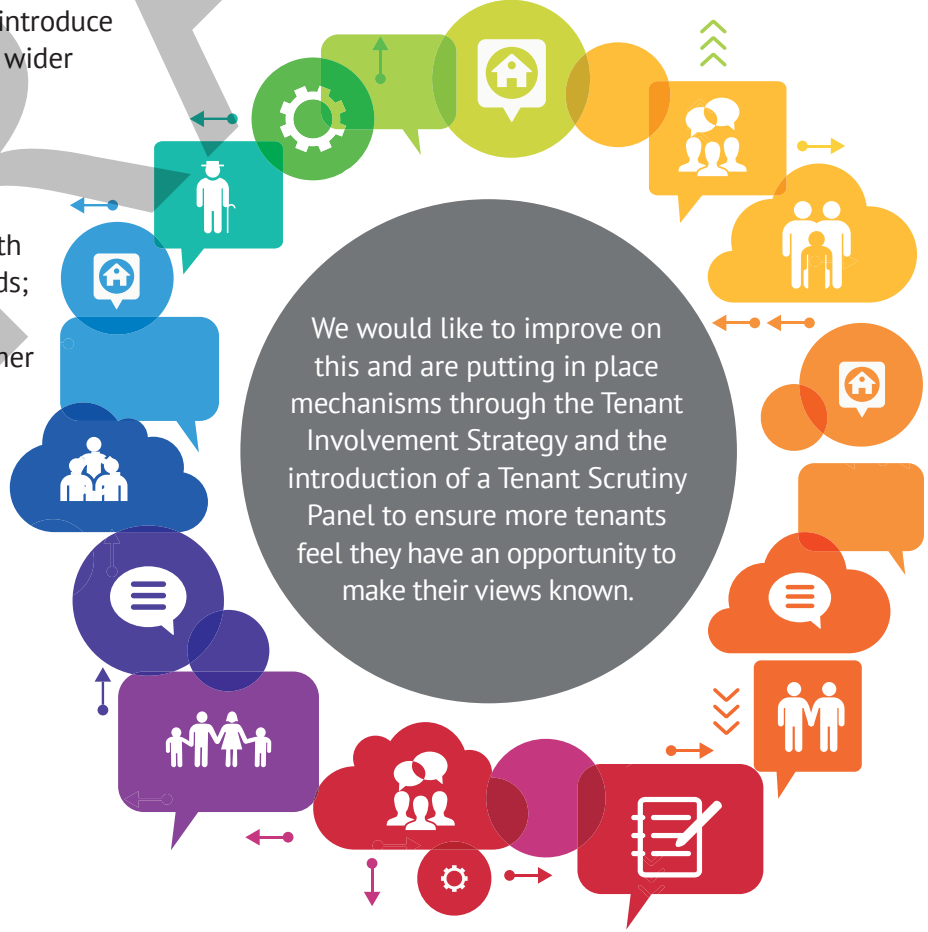 introduce
wider
th
ds;
her
We would like to improve on
this and are putting in place
mechanisms through the Tenant
Involvement Strategy and the
introduction of a Tenant Scrutiny
Panel to ensure more tenants
feel they have an opportunity to
make their views known.